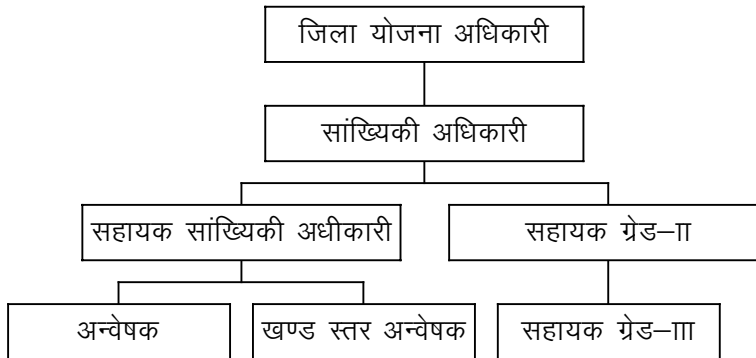 जिला योजना अधिकारी
सांख्यिकी अधिकारी
सहायक सांख्यिकी अधीकारी
सहायक ग्रेड–II
अन्वेषक
खण्ड स्तर अन्वेषक
सहायक ग्रेड–III